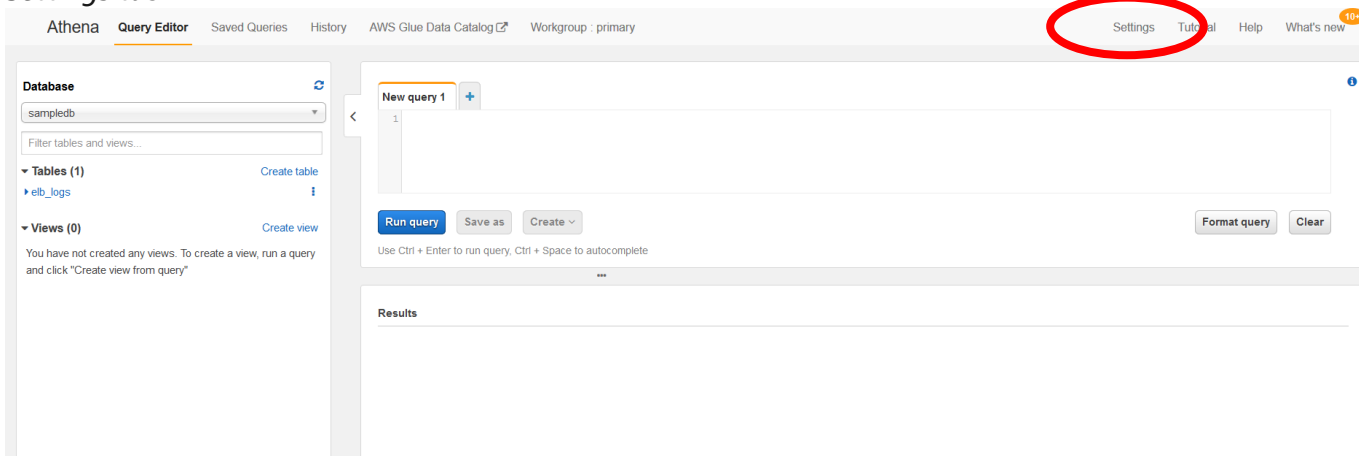 Athena Query Editor Saved Queries History AWS Glue Data Catalog Workgroup : primary Settings Tutorial Help What's new 10+
Database
sampledb
Filter tables and views...
Tables (1) Create table
elb_logs
Views (0) Create view
You have not created any views. To create a view, run a query
and click "Create view from query"
New query 1 +
1
Run query Save as Create Format query Clear
Use Ctrl + Enter to run query, Ctrl + Space to autocomplete
Results